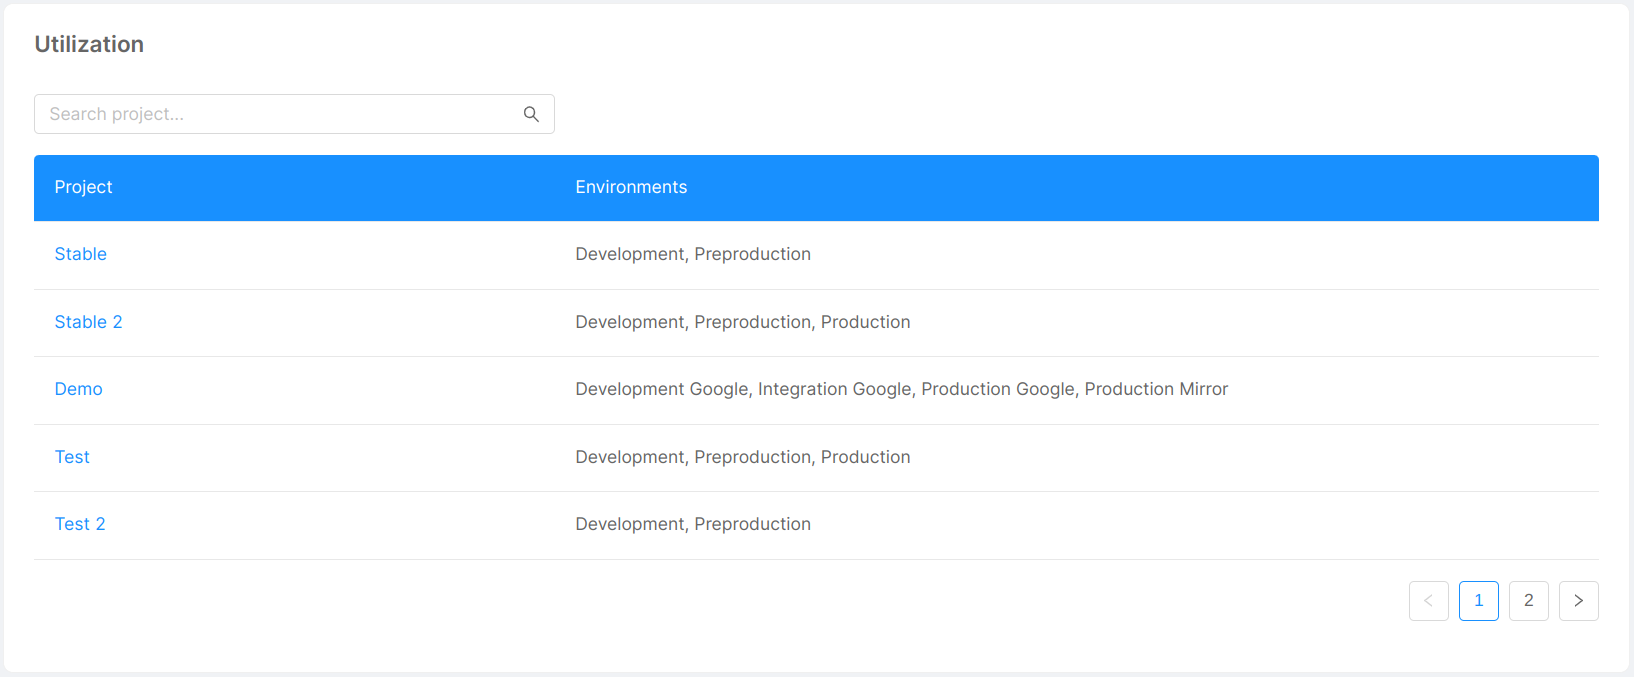 Utilization
Search project...
Project Environments
Stable Development, Preproduction
Stable 2 Development, Preproduction, Production
Demo Development Google, Integration Google, Production Google, Production Mirror
Test Development, Preproduction, Production
Test 2 Development, Preproduction
1 2